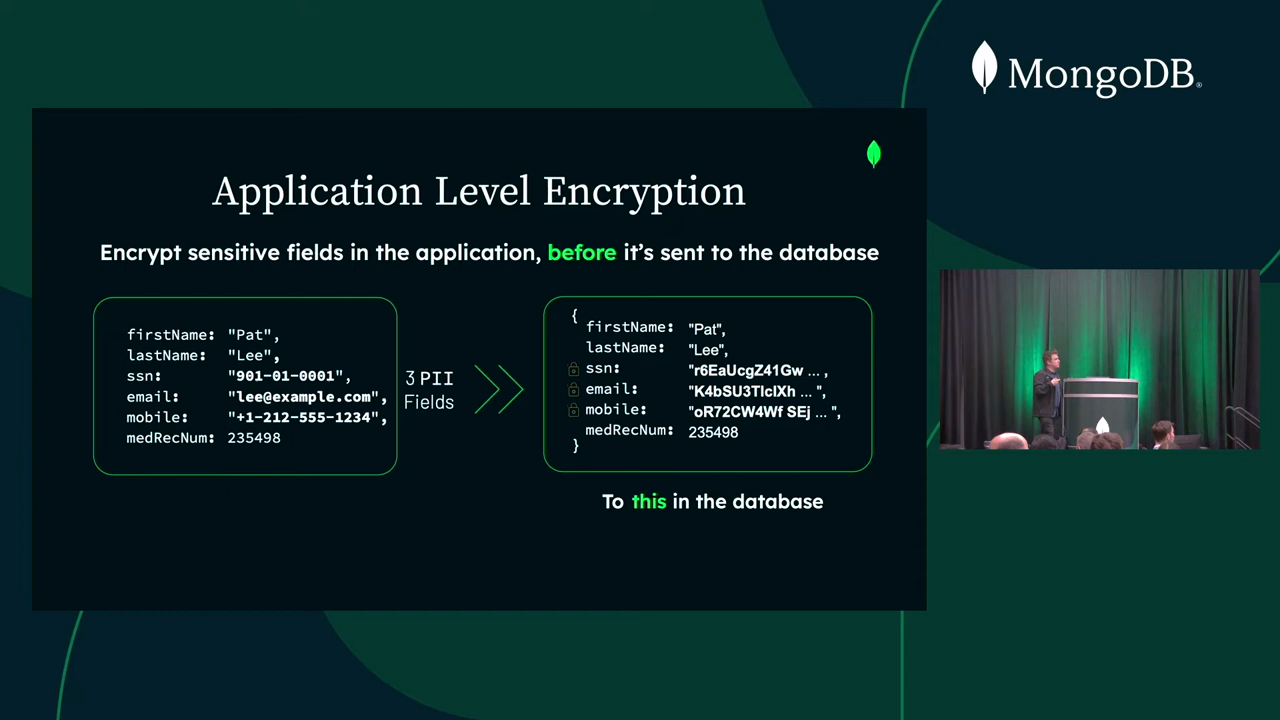 MongoDB®
Application Level Encryption
Encrypt sensitive fields in the application, before it's sent to the database
firstName: "Pat",
lastName: "Lee",
ssn: "901-01-0001",
email: "lee@example.com",
mobile: "+1-212-555-1234",
medRecNum: 235498
3 PII
Fields
{
firstName: "Pat",
lastName: "Lee",
ssn: "r6EaUcgZ41Gw ... ,
email: "K4bSU3TlcIXh ... ",
mobile: "oR72CW4Wf SEj ... ",
medRecNum: 235498
}
To this in the database